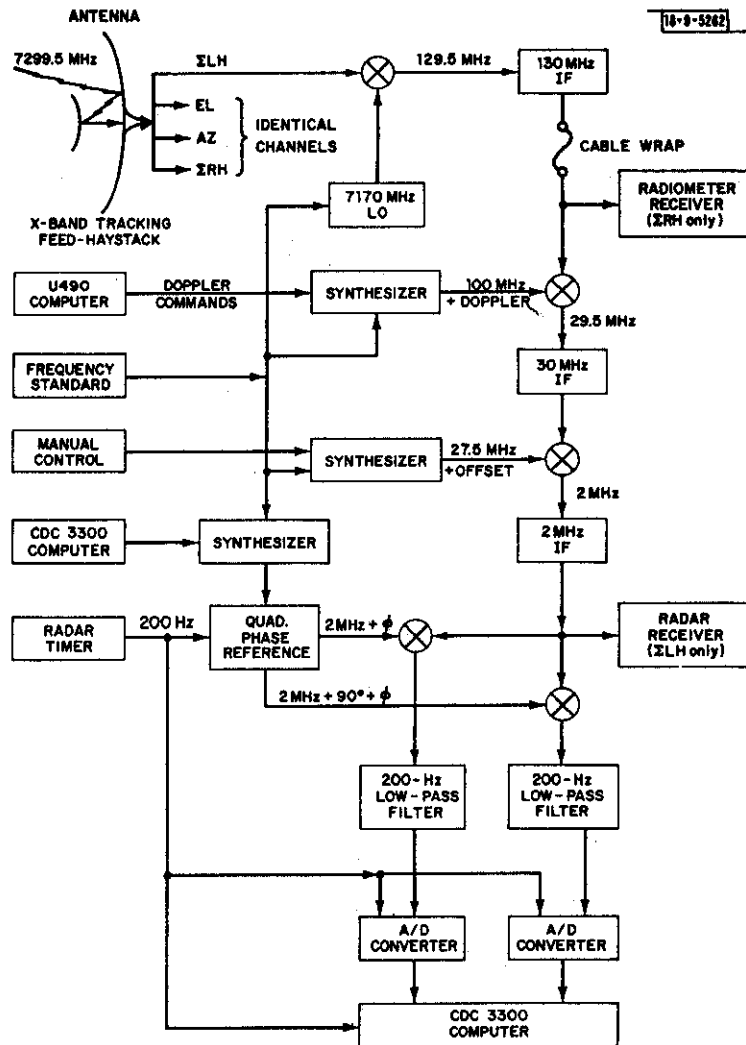 ANTENNA
18-9-5262
7299.5 MHz
ΣLH
129.5 MHz
130 MHz
IF
EL
AZ
ΣRH
IDENTICAL
CHANNELS
CABLE WRAP
X-BAND TRACKING
FEED-HAYSTACK
7170 MHz
LO
RADIOMETER
RECEIVER
(ΣRH only)
U490
COMPUTER
DOPPLER
COMMANDS
SYNTHESIZER
100 MHz
+ DOPPLER
29.5 MHz
FREQUENCY
STANDARD
30 MHz
IF
MANUAL
CONTROL
SYNTHESIZER
27.5 MHz
+OFFSET
2 MHz
CDC 3300
COMPUTER
SYNTHESIZER
2 MHz
IF
RADAR
TIMER
200 Hz
QUAD.
PHASE
REFERENCE
2MHz + ϕ
RADAR
RECEIVER
(ΣLH only)
2 MHz + 90° + ϕ
200-Hz
LOW-PASS
FILTER
200-Hz
LOW-PASS
FILTER
A/D
CONVERTER
A/D
CONVERTER
CDC 3300
COMPUTER